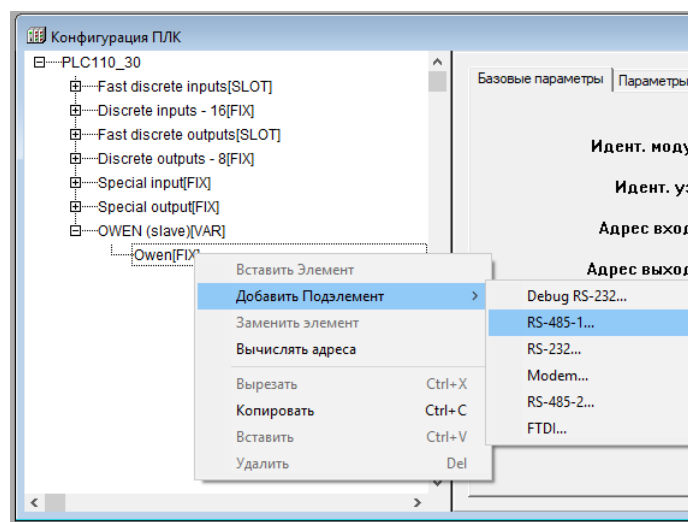 Конфигурация ПЛК
PLC110_30
Fast discrete inputs[SLOT]
Discrete inputs - 16[FIX]
Fast discrete outputs[SLOT]
Discrete outputs - 8[FIX]
Special input[FIX]
Special output[FIX]
OWEN (slave)[VAR]
Owen[FIX]
Базовые параметры
Параметры
Идент. моду
Идент. уз
Адрес вход
Адрес выход
Вставить Элемент
Добавить Подэлемент
Заменить элемент
Вычислять адреса
Вырезать Ctrl+X
Копировать Ctrl+C
Вставить Ctrl+V
Удалить Del
Debug RS-232...
RS-485-1...
RS-232...
Modem...
RS-485-2...
FTDI...